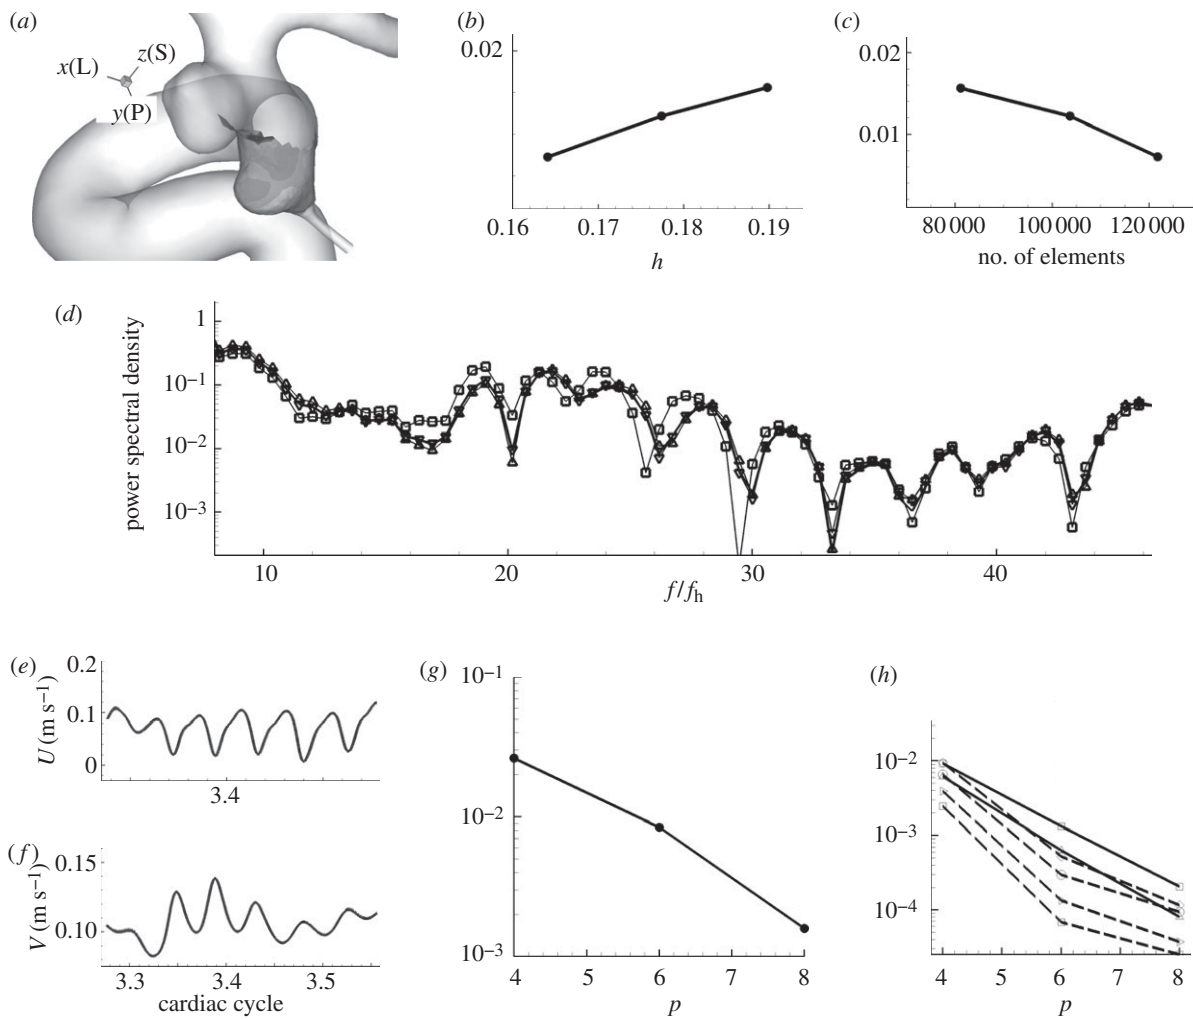 (a)
z(S)
x(L)
y(P)
(b)
0.02
0.16 0.17 0.18 0.19
h
(c)
0.02
0.01
80 000 100 000 120 000
no. of elements
(d)
power spectral density
1
10⁻¹
10⁻²
10⁻³
10 20 30 40
f/fₕ
(e)
U (m s⁻¹)
0.2
0.1
0
3.4
(f)
V (m s⁻¹)
0.15
0.10
3.3 3.4 3.5
cardiac cycle
(g)
10⁻¹
10⁻²
10⁻³
4 5 6 7 8
p
(h)
10⁻²
10⁻³
10⁻⁴
4 5 6 7 8
p